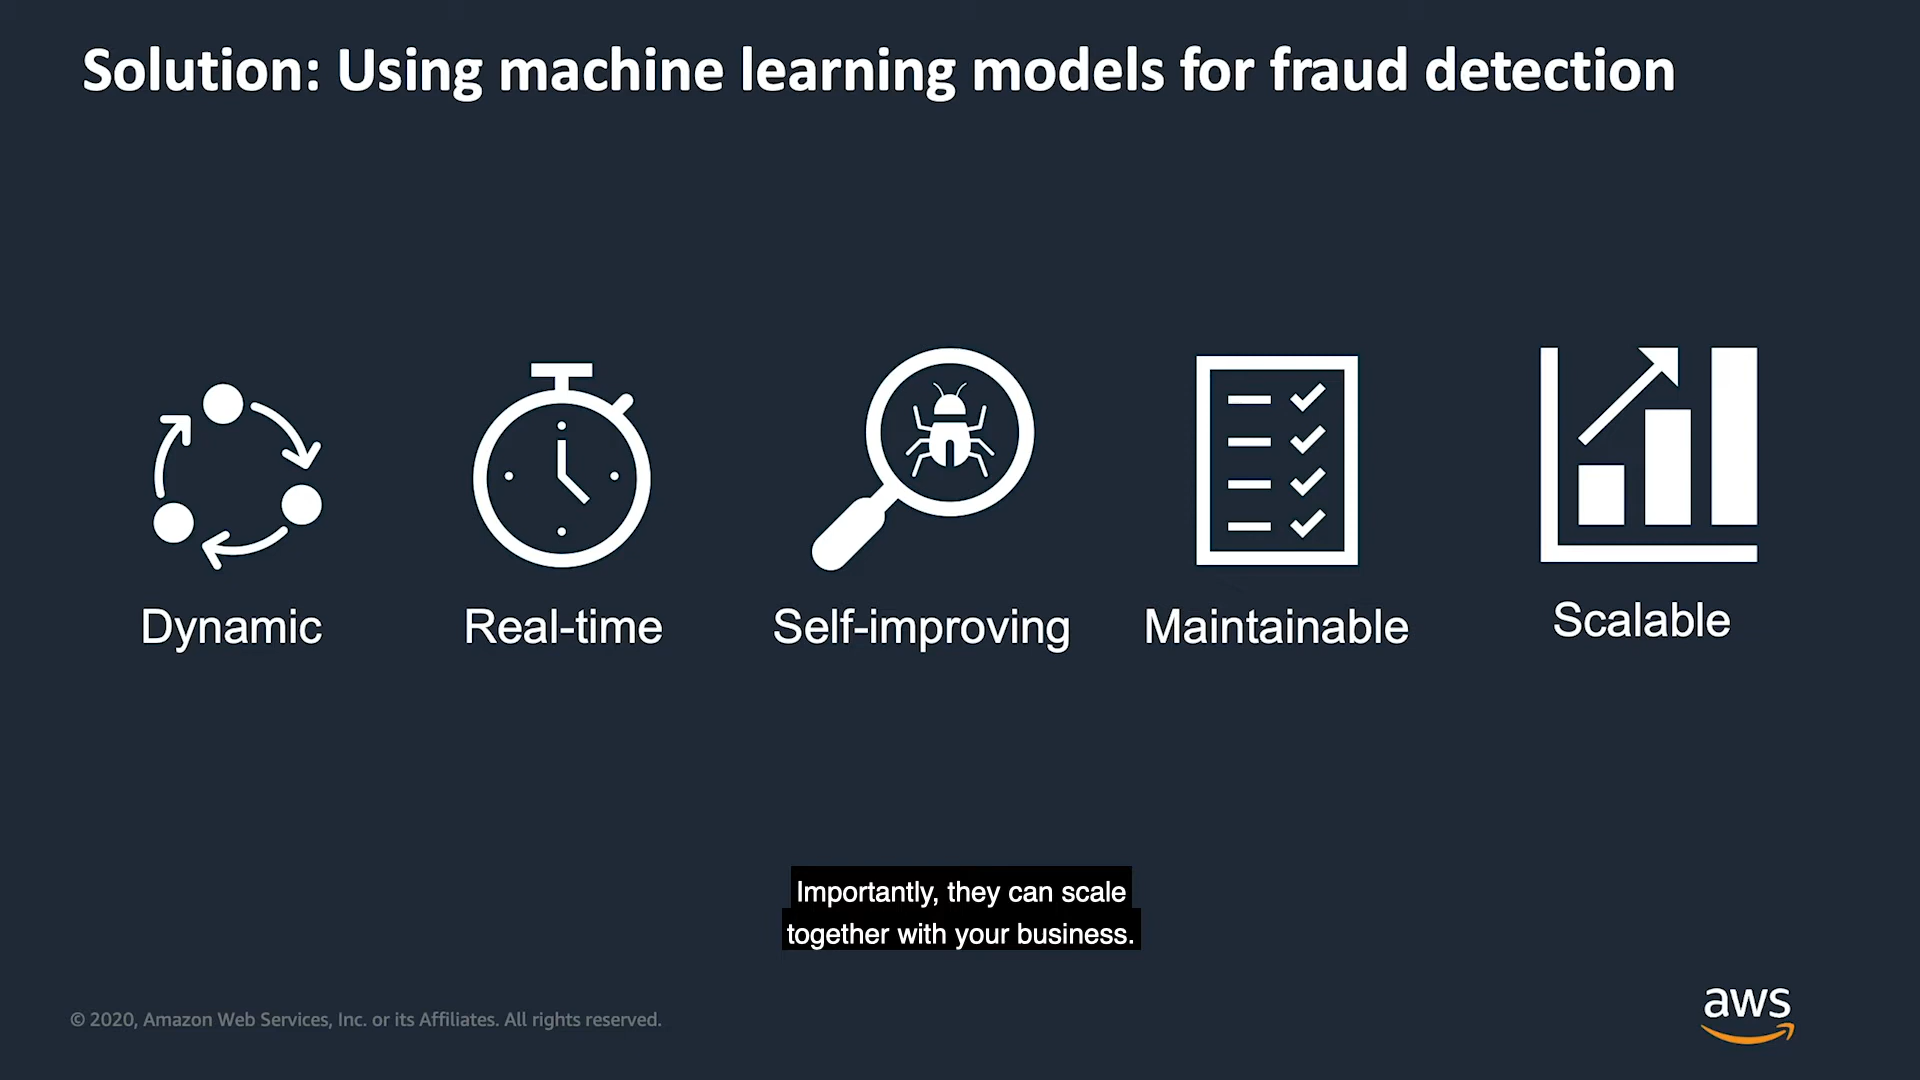 Solution: Using machine learning models for fraud detection
Dynamic
Real-time
Self-improving
Maintainable
Scalable
Importantly, they can scale
together with your business.
© 2020, Amazon Web Services, Inc. or its Affiliates. All rights reserved.
aws